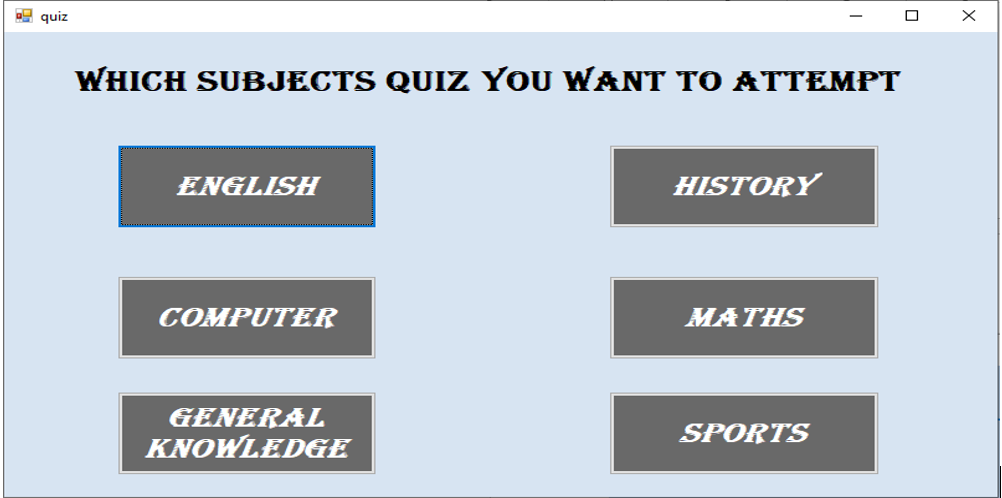 quiz
WHICH SUBJECTS QUIZ YOU WANT TO ATTEMPT
ENGLISH
HISTORY
COMPUTER
MATHS
GENERAL
KNOWLEDGE
SPORTS